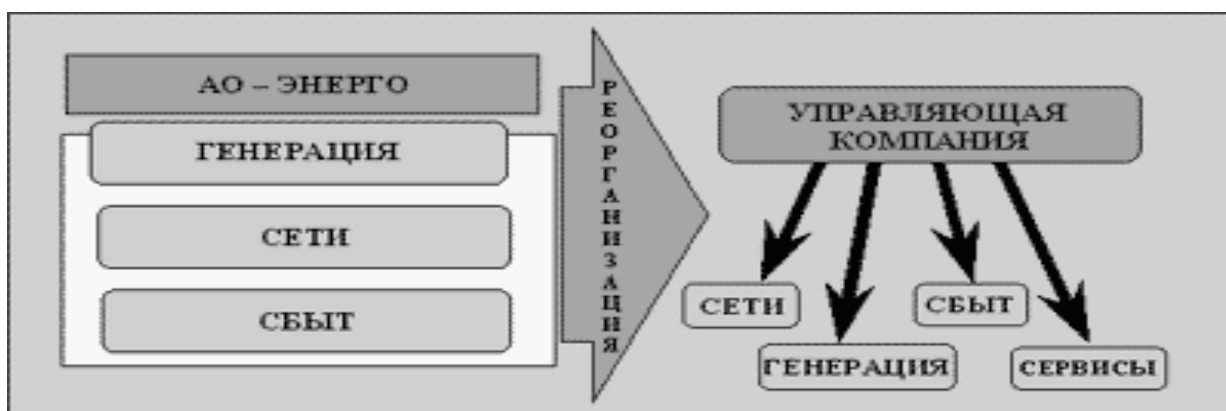 АО – ЭНЕРГО
ГЕНЕРАЦИЯ
СЕТИ
СБЫТ
РЕОРГАНИЗАЦИЯ
УПРАВЛЯЮЩАЯ
КОМПАНИЯ
СЕТИ
СБЫТ
ГЕНЕРАЦИЯ
СЕРВИСЫ